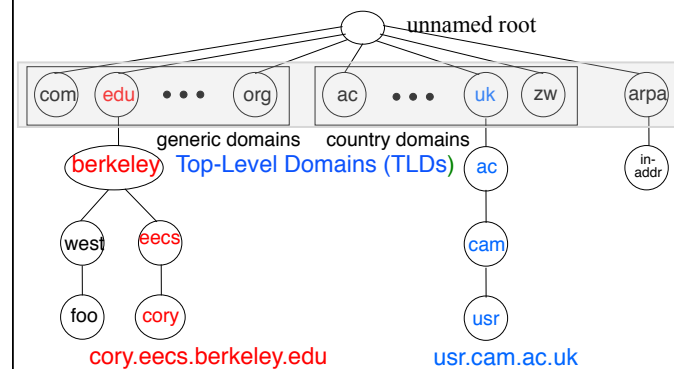 unnamed root
com edu • • • org ac • • • uk zw arpa
generic domains country domains
berkeley Top-Level Domains (TLDs) ac in-
addr
west eecs cam
foo cory usr
cory.eecs.berkeley.edu usr.cam.ac.uk